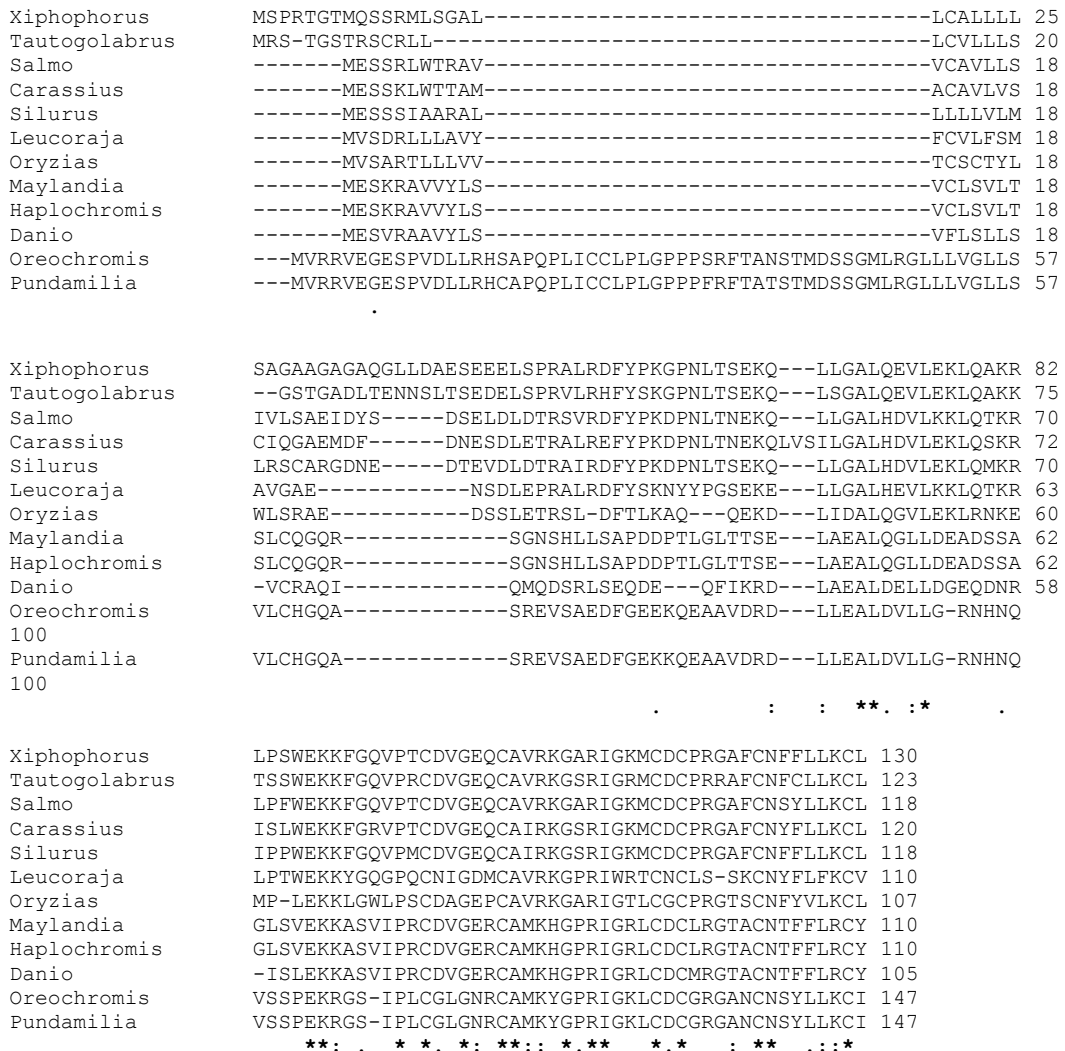 Xiphophorus MSPRTGTMQSSRMLSGAL-----------------------------------LCALLLL 25
Tautogolabrus MRS-TGSTRSCRLL---------------------------------------LCVLLLS 20
Salmo -------MESSRLWTRAV-----------------------------------VCAVLLS 18
Carassius -------MESSKLWTTAM-----------------------------------ACAVLVS 18
Silurus -------MESSSIAARAL-----------------------------------LLLLVLM 18
Leucoraja -------MVSDRLLLAVY-----------------------------------FCVLFSM 18
Oryzias -------MVSARTLLLVV-----------------------------------TCSCTYL 18
Maylandia -------MESKRAVVYLS-----------------------------------VCLSVLT 18
Haplochromis -------MESKRAVVYLS-----------------------------------VCLSVLT 18
Danio -------MESVRAAVYLS-----------------------------------VFLSLLS 18
Oreochromis ---MVRRVEGESPVDLLRHSAPQPLICCLPLGPPPSRFTANSTMDSSGMLRGLLLVGLLS 57
Pundamilia ---MVRRVEGESPVDLLRHCAPQPLICCLPLGPPPFRFTATSTMDSSGMLRGLLLVGLLS 57
.
Xiphophorus SAGAAGAGAQGLLDAESEEELSPRALRDFYPKGPNLTSEKQ---LLGALQEVLEKLQAKR 82
Tautogolabrus --GSTGADLTENNSLTSEDELSPRVLRHFYSKGPNLTSEKQ---LSGALQEVLEKLQAKK 75
Salmo IVLSAEIDYS-----DSELDLDTRSVRDFYPKDPNLTNEKQ---LLGALHDVLKKLQTKR 70
Carassius CIQGAEMDF------DNESDLETRALREFYPKDPNLTNEKQLVSILGALHDVLEKLQSKR 72
Silurus LRSCARGDNE-----DTEVDLDTRAIRDFYPKDPNLTSEKQ---LLGALHDVLEKLQMKR 70
Leucoraja AVGAE------------NSDLEPRALRDFYSKNYYPGSEKE---LLGALHEVLKKLQTKR 63
Oryzias WLSRAE-----------DSSLETRSL-DFTLKAQ---QEKD---LIDALQGVLEKLRNKE 60
Maylandia SLCQGQR-------------SGNSHLLSAPDDPTLGLTTSE---LAEALQGLLDEADSSA 62
Haplochromis SLCQGQR-------------SGNSHLLSAPDDPTLGLTTSE---LAEALQGLLDEADSSA 62
Danio -VCRAQI-------------QMQDSRLSEQDE---QFIKRD---LAEALDELLDGEQDNR 58
Oreochromis VLCHGQA-------------SREVSAEDFGEEKQEAAVDRD---LLEALDVLLG-RNHNQ
100
Pundamilia VLCHGQA-------------SREVSAEDFGEKKQEAAVDRD---LLEALDVLLG-RNHNQ
100
. : : **. :* .
Xiphophorus LPSWEKKFGQVPTCDVGEQCAVRKGARIGKMCDCPRGAFCNFFLLKCL 130
Tautogolabrus TSSWEKKFGQVPRCDVGEQCAVRKGSRIGRMCDCPRRAFCNFCLLKCL 123
Salmo LPFWEKKFGQVPTCDVGEQCAVRKGARIGKMCDCPRGAFCNSYLLKCL 118
Carassius ISLWEKKFGRVPTCDVGEQCAIRKGSRIGKMCDCPRGAFCNYFLLKCL 120
Silurus IPPWEKKFGQVPMCDVGEQCAIRKGSRIGKMCDCPRGAFCNFFLLKCL 118
Leucoraja LPTWEKKYGQGPQCNIGDMCAVRKGPRIWRTCNCLS-SKCNYFLFKCV 110
Oryzias MP-LEKKLGWLPSCDAGEPCAVRKGARIGTLCGCPRGTSCNFYVLKCL 107
Maylandia GLSVEKKASVIPRCDVGERCAMKHGPRIGRLCDCLRGTACNTFFLRCY 110
Haplochromis GLSVEKKASVIPRCDVGERCAMKHGPRIGRLCDCLRGTACNTFFLRCY 110
Danio -ISLEKKASVIPRCDVGERCAMKHGPRIGRLCDCMRGTACNTFFLRCY 105
Oreochromis VSSPEKRGS-IPLCGLGNRCAMKYGPRIGKLCDCGRGANCNSYLLKCI 147
Pundamilia VSSPEKRGS-IPLCGLGNRCAMKYGPRIGKLCDCGRGANCNSYLLKCI 147
**: . * *. *: **:: *.** *.* : ** .::*